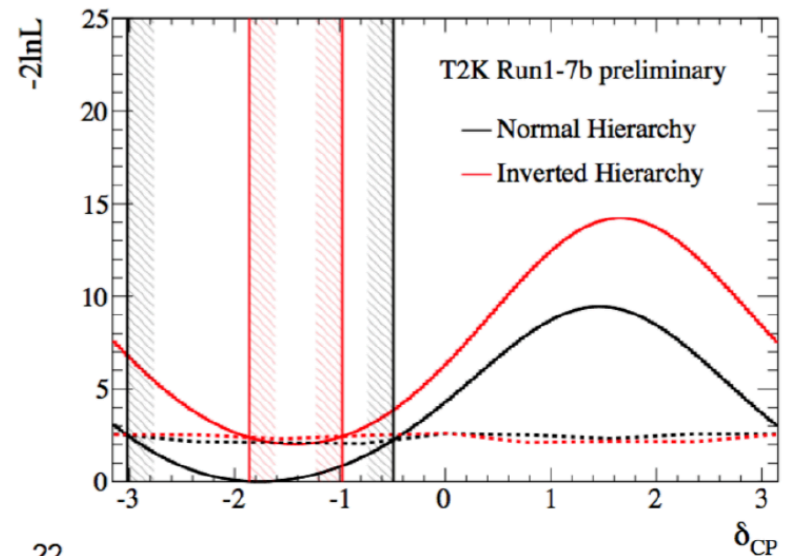 -2lnL
25
20
15
10
5
0
T2K Run1-7b preliminary
Normal Hierarchy
Inverted Hierarchy
-3 -2 -1 0 1 2 3
δCP